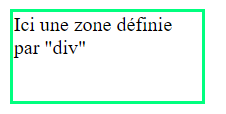 Ici une zone définie
par "div"